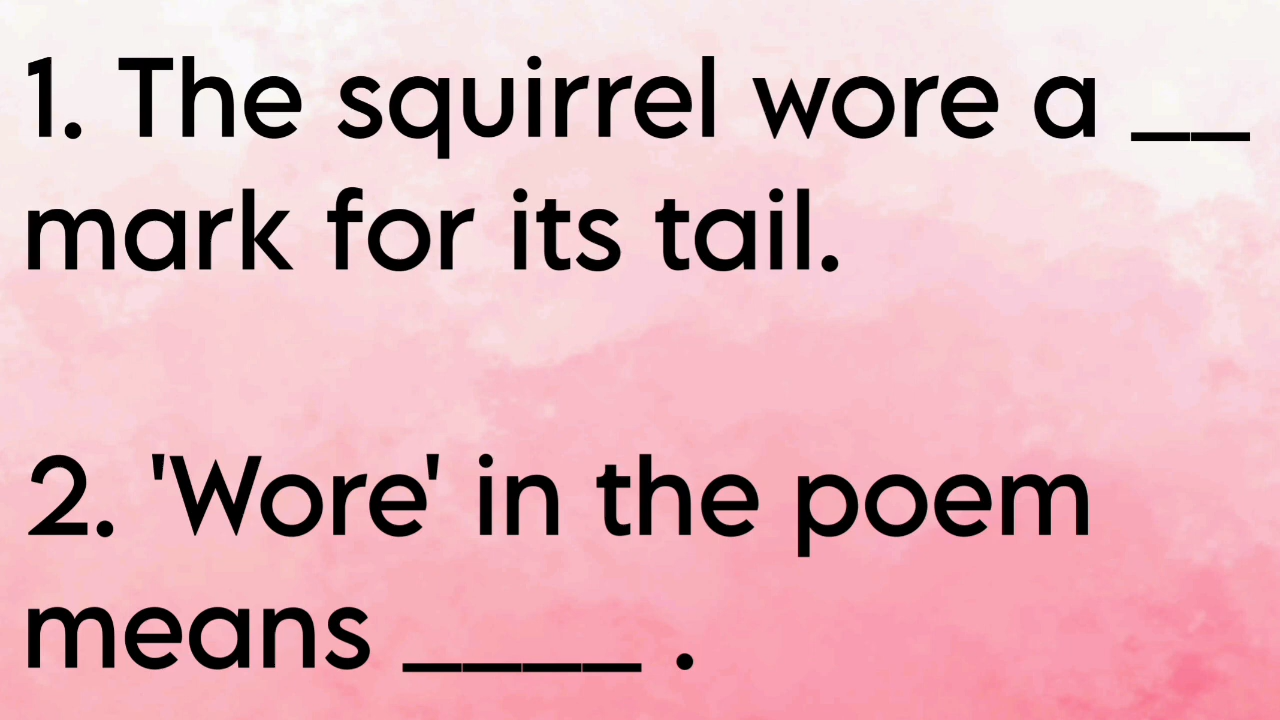 1. The squirrel wore a __
mark for its tail.
2. 'Wore' in the poem
means ____ .